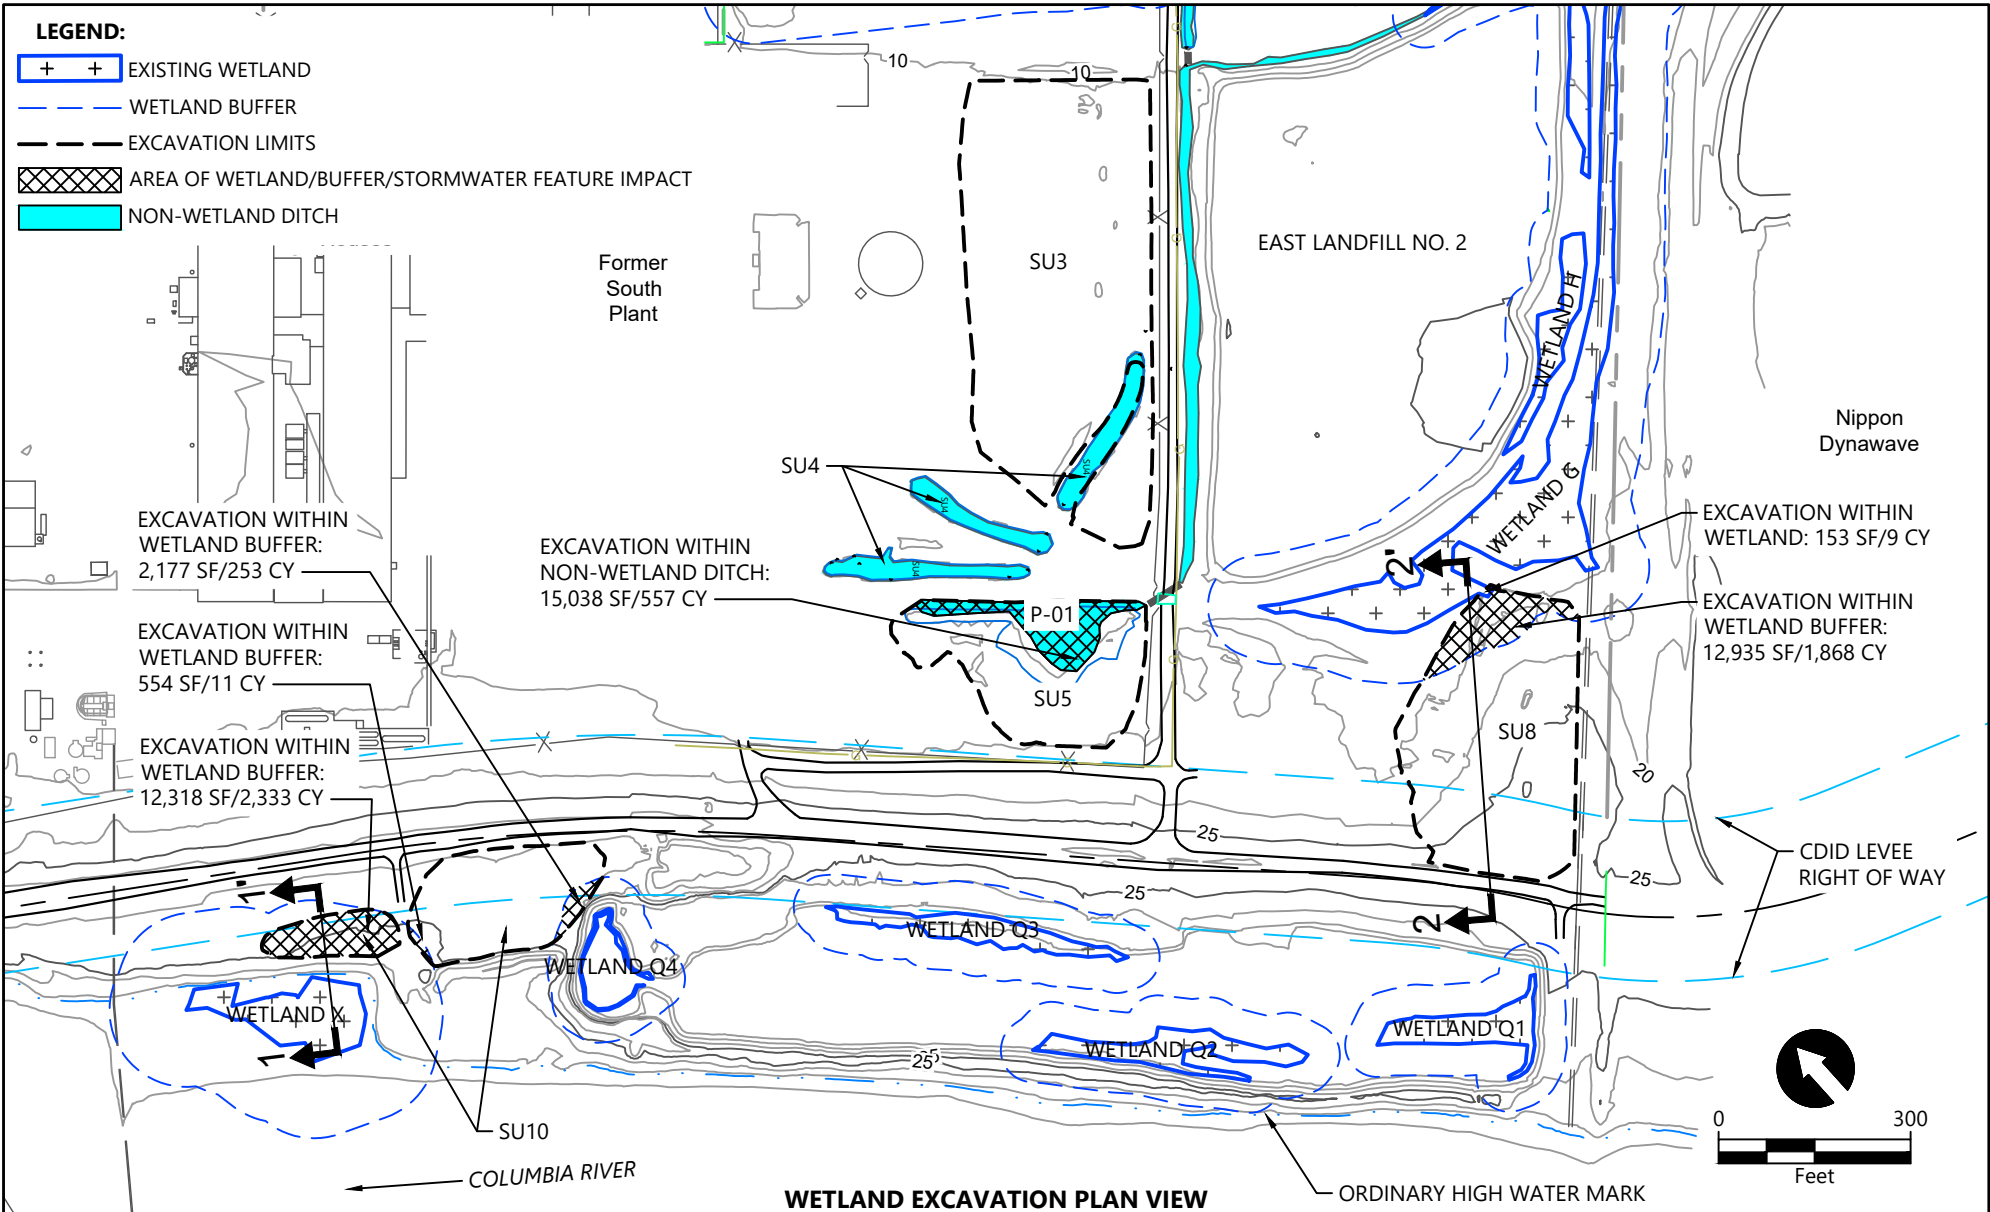 LEGEND:
EXISTING WETLAND
WETLAND BUFFER
EXCAVATION LIMITS
AREA OF WETLAND/BUFFER/STORMWATER FEATURE IMPACT
NON-WETLAND DITCH
10
10
Former
South
Plant
SU3
EAST LANDFILL NO. 2
WETLAND H
WETLAND G
Nippon
Dynawave
SU4
SU4
SU4
SU4
EXCAVATION WITHIN
WETLAND BUFFER:
2,177 SF/253 CY
EXCAVATION WITHIN
NON-WETLAND DITCH:
15,038 SF/557 CY
P-01
SU5
EXCAVATION WITHIN
WETLAND: 153 SF/9 CY
EXCAVATION WITHIN
WETLAND BUFFER:
12,935 SF/1,868 CY
2'
SU8
20
EXCAVATION WITHIN
WETLAND BUFFER:
554 SF/11 CY
EXCAVATION WITHIN
WETLAND BUFFER:
12,318 SF/2,333 CY
25
25
25
CDID LEVEE
RIGHT OF WAY
1'
2
WETLAND Q3
WETLAND Q4
WETLAND X
1
WETLAND Q2
WETLAND Q1
25
25
SU10
COLUMBIA RIVER
ORDINARY HIGH WATER MARK
0 300
Feet
WETLAND EXCAVATION PLAN VIEW